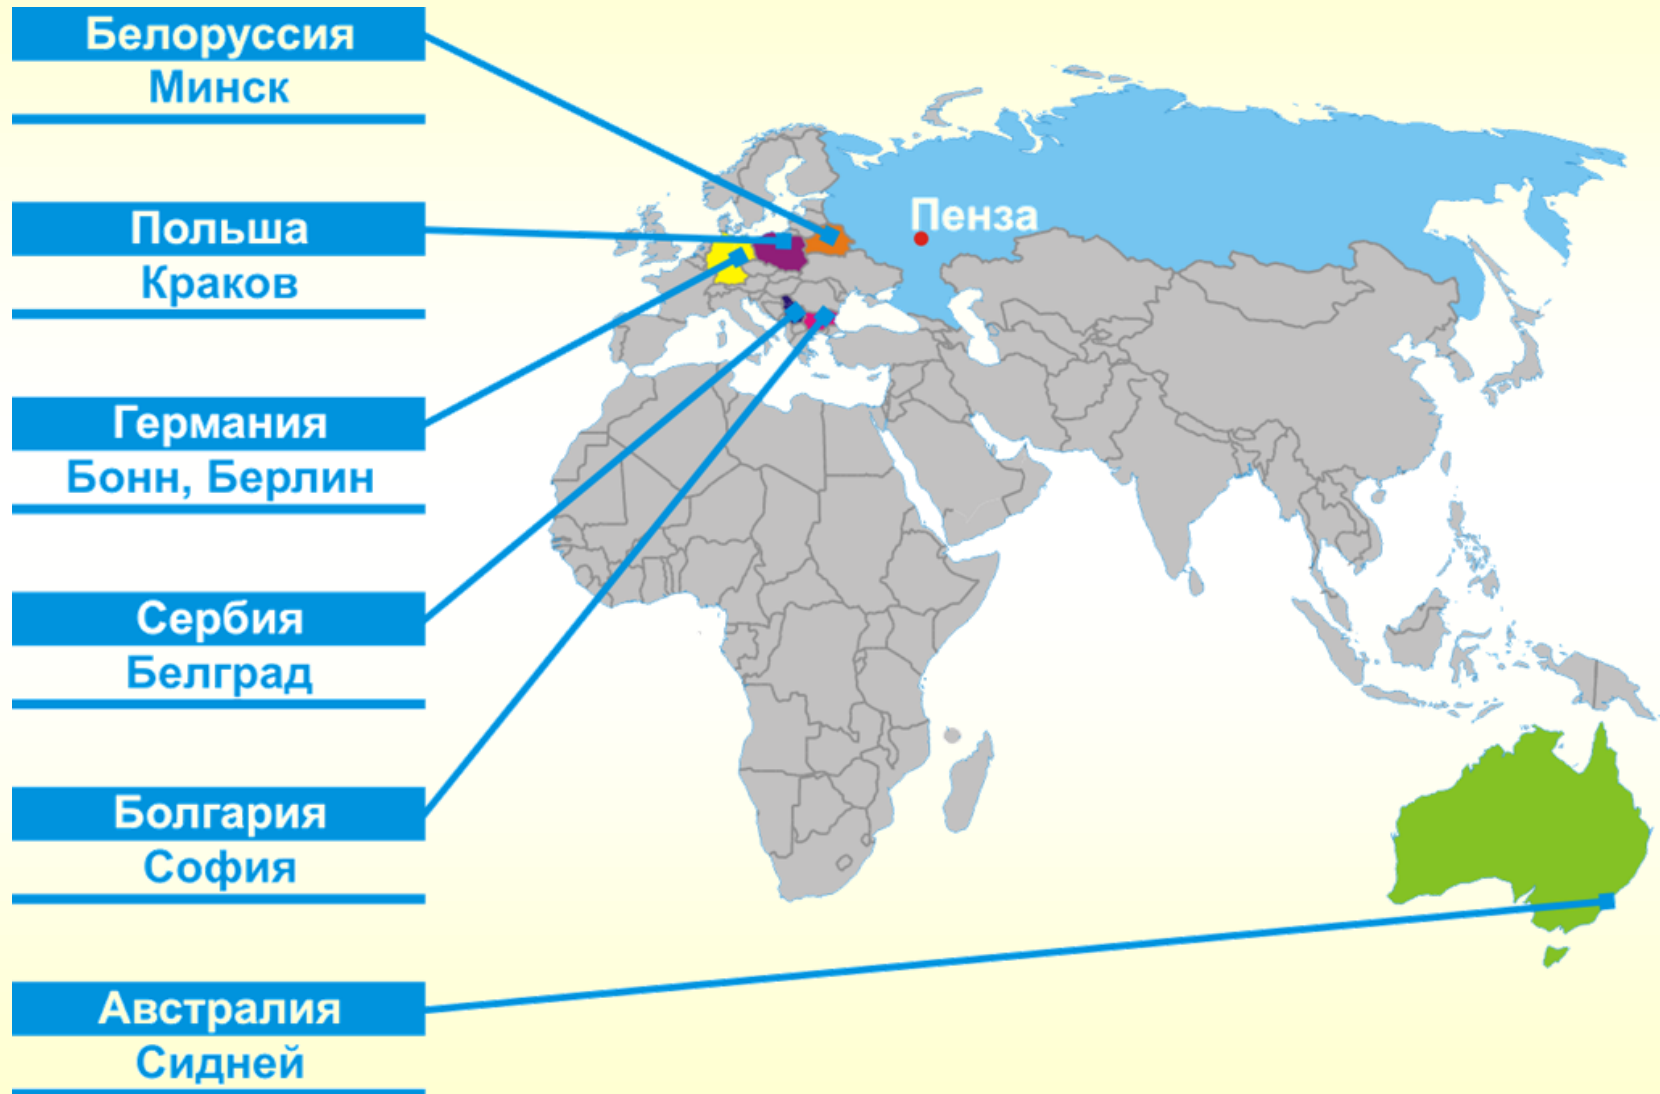 Белоруссия
Минск
Польша
Краков
Германия
Бонн, Берлин
Сербия
Белград
Болгария
София
Австралия
Сидней
Пенза